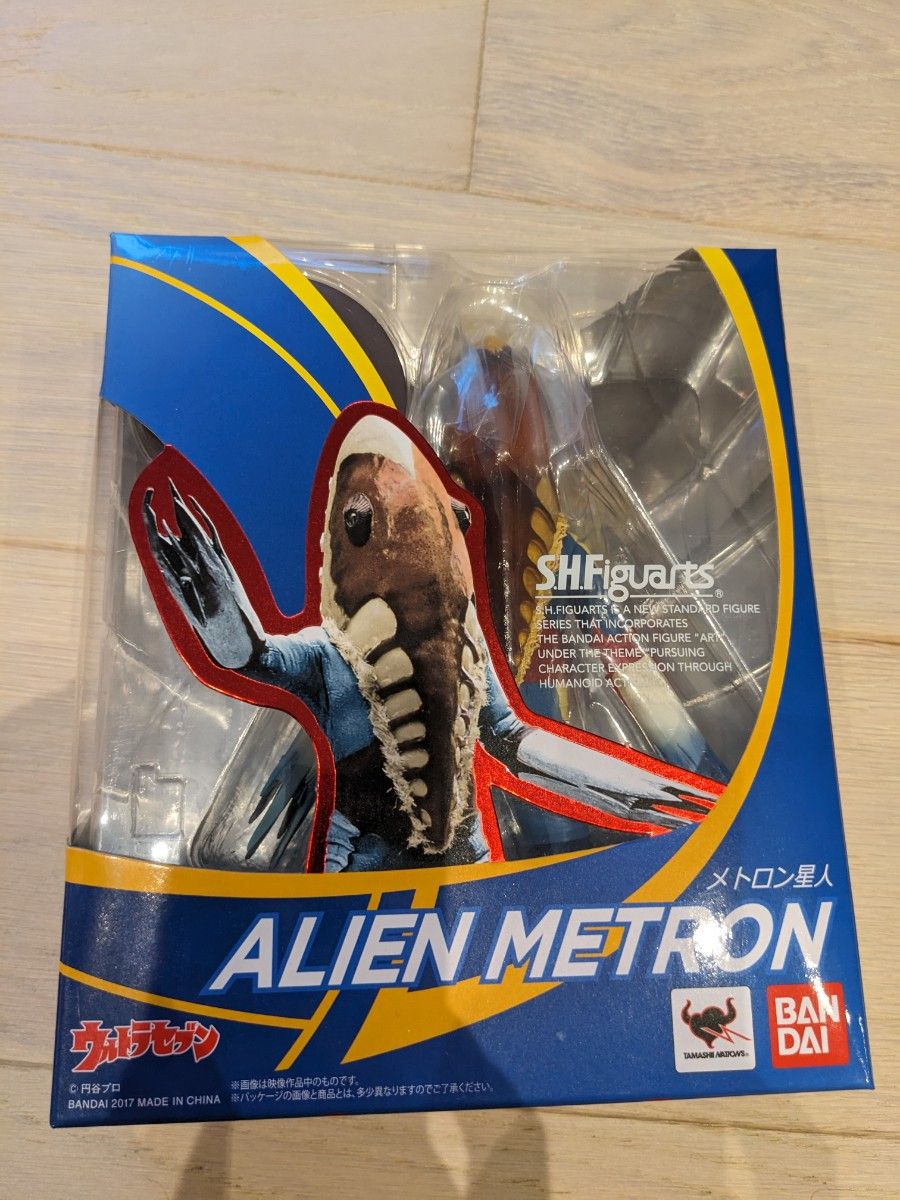 S.H.Figuarts®
S.H.FIGUARTS IS A NEW STANDARD FIGURE
SERIES THAT INCORPORATES
THE BANDAI ACTION FIGURE "ART"
UNDER THE THEME "PURSUING
CHARACTER EXPRESSION THROUGH
HUMANOID
メトロン星人
ALIEN METRON
TAMASHII NATIONS®
BAN
DAI
ウルトラセブン
© 円谷プロ
BANDAI 2017 MADE IN CHINA
※画像は映像作品中のものです。
※パッケージの画像と商品とは、多少異なりますのでご了承ください。